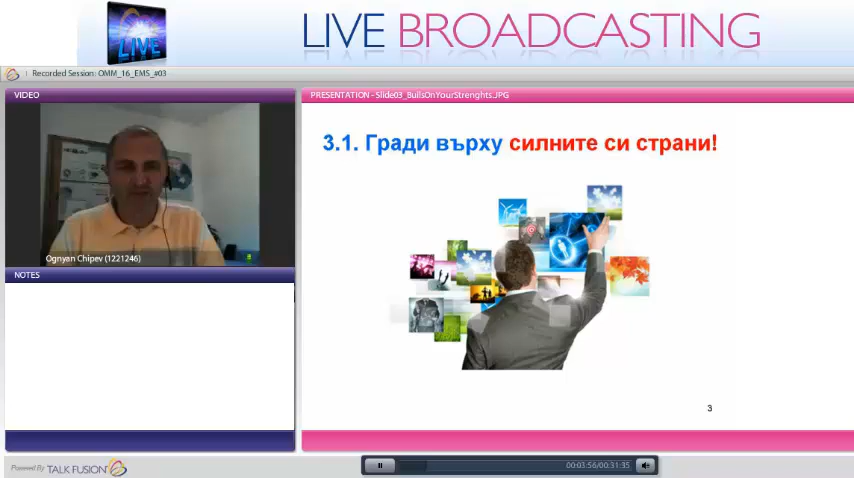 LIVE
LIVE BROADCASTING
Recorded Session: OMM_16_EMS_#03
VIDEO
PRESENTATION - Slide03_BuilsOnYourStrenghts.JPG
3.1. Гради върху силните си страни!
Ognyan Chipev (1221246)
NOTES
3
Powered By TALK FUSION
00:03:56/00:31:35